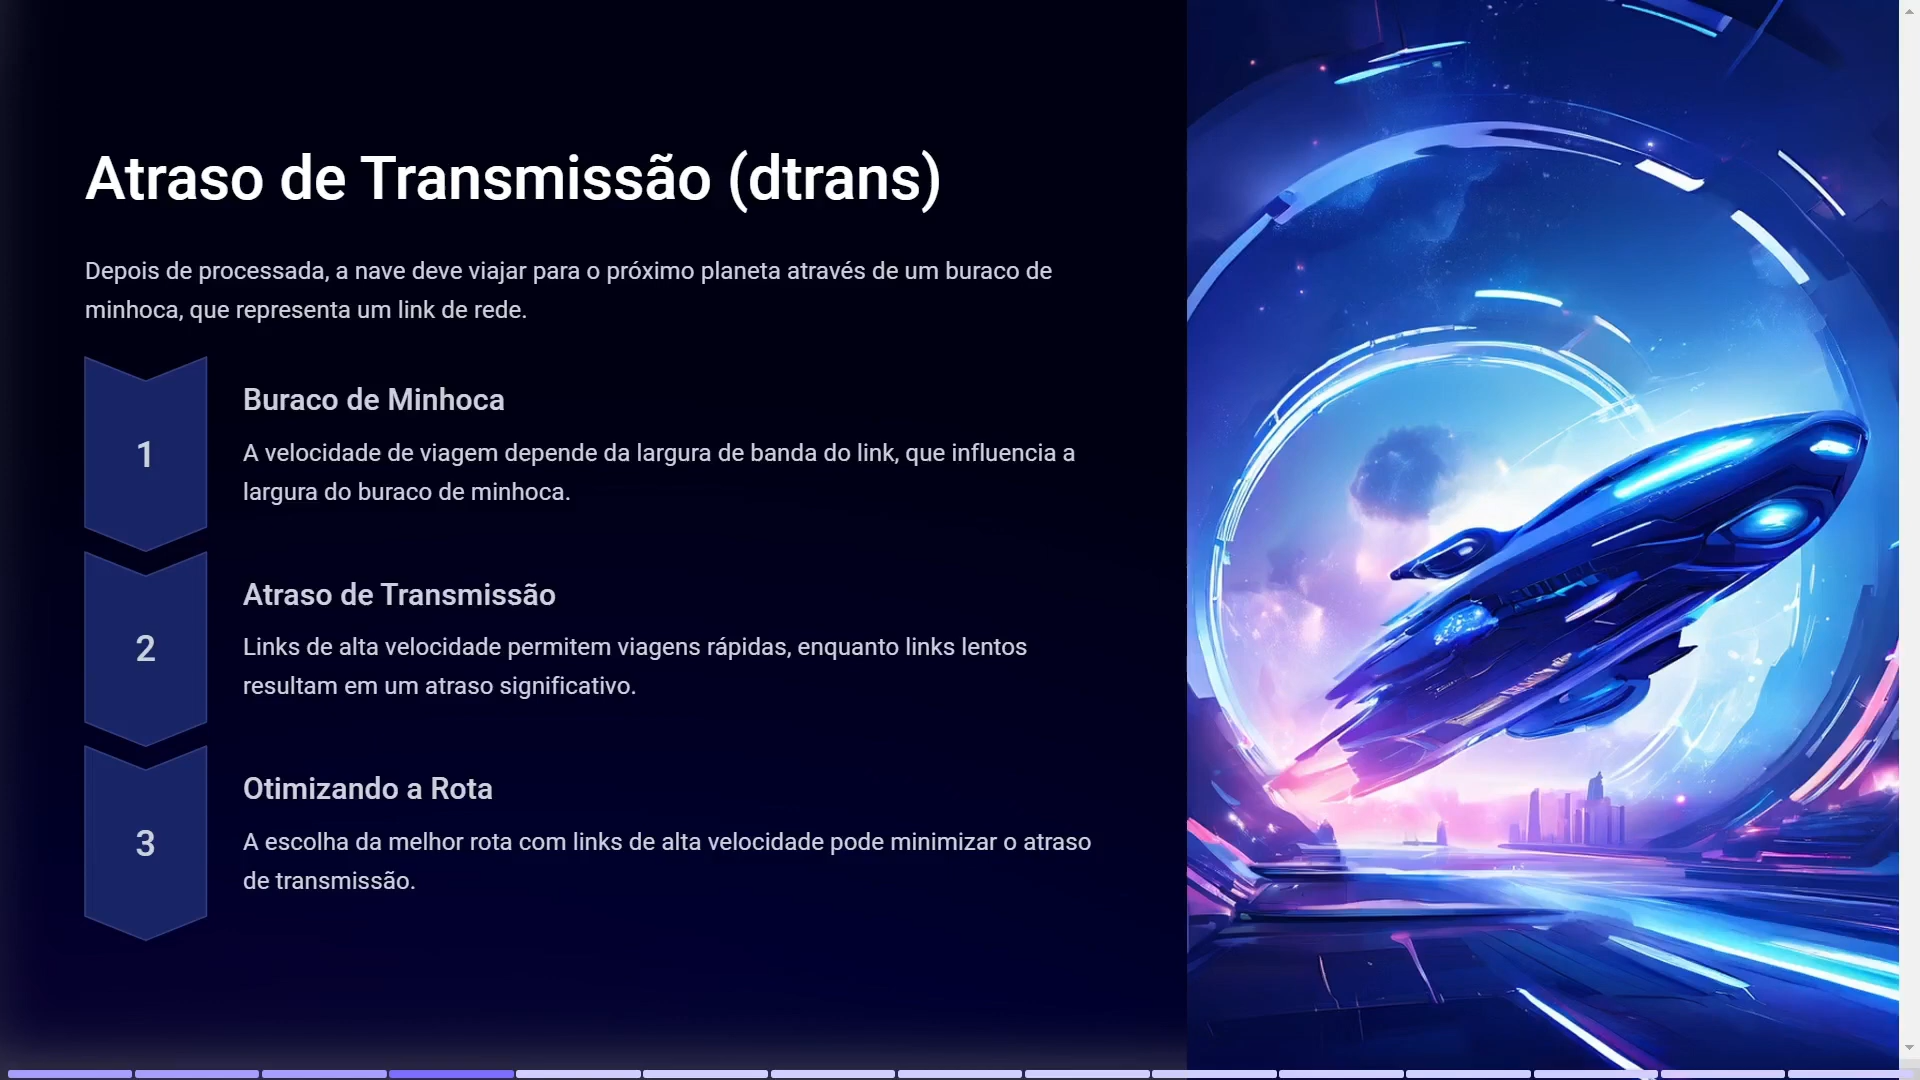 Atraso de Transmissão (dtrans)
Depois de processada, a nave deve viajar para o próximo planeta através de um buraco de
minhoca, que representa um link de rede.
1
Buraco de Minhoca
A velocidade de viagem depende da largura de banda do link, que influencia a
largura do buraco de minhoca.
2
Atraso de Transmissão
Links de alta velocidade permitem viagens rápidas, enquanto links lentos
resultam em um atraso significativo.
3
Otimizando a Rota
A escolha da melhor rota com links de alta velocidade pode minimizar o atraso
de transmissão.